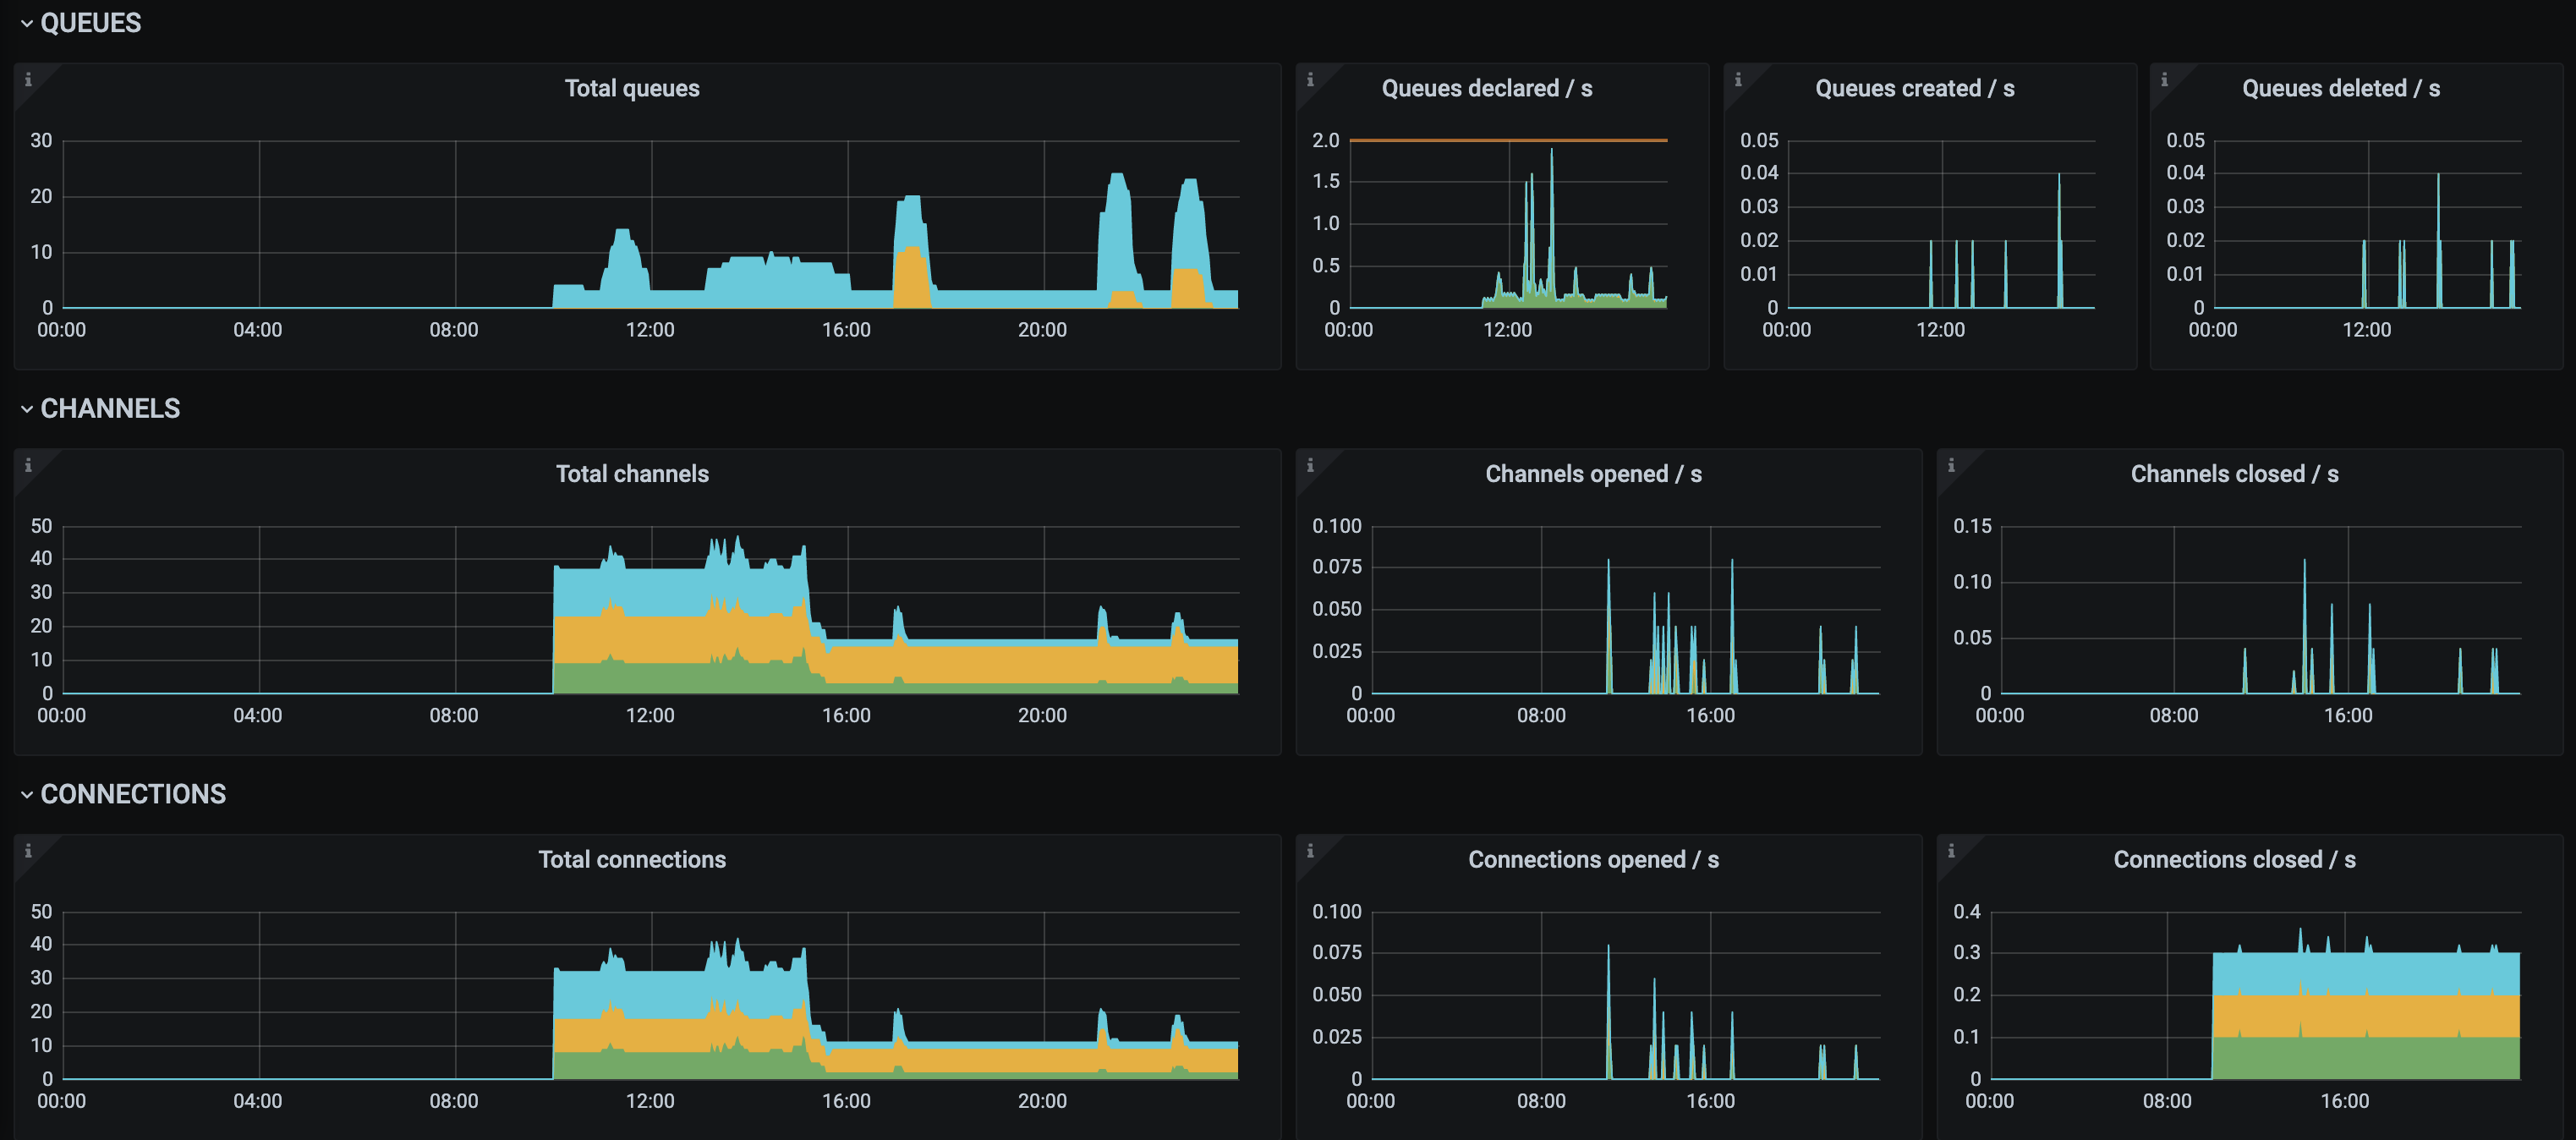 QUEUES
Total queues
30
20
10
0
00:00 04:00 08:00 12:00 16:00 20:00
Queues declared / s
2.0
1.5
1.0
0.5
0
00:00 12:00
Queues created / s
0.05
0.04
0.03
0.02
0.01
0
00:00 12:00
Queues deleted / s
0.05
0.04
0.03
0.02
0.01
0
00:00 12:00
CHANNELS
Total channels
50
40
30
20
10
0
00:00 04:00 08:00 12:00 16:00 20:00
Channels opened / s
0.100
0.075
0.050
0.025
0
00:00 08:00 16:00
Channels closed / s
0.15
0.10
0.05
0
00:00 08:00 16:00
CONNECTIONS
Total connections
50
40
30
20
10
0
00:00 04:00 08:00 12:00 16:00 20:00
Connections opened / s
0.100
0.075
0.050
0.025
0
00:00 08:00 16:00
Connections closed / s
0.4
0.3
0.2
0.1
0
00:00 08:00 16:00